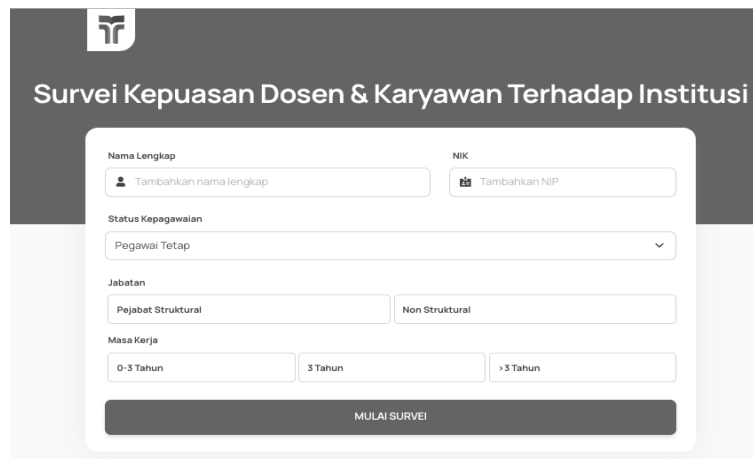 Survei Kepuasan Dosen & Karyawan Terhadap Institusi
Nama Lengkap NIK
Tambahkan nama lengkap Tambahkan NIP
Status Kepagawaian
Pegawai Tetap
Jabatan
Pejabat Struktural Non Struktural
Masa Kerja
0-3 Tahun 3 Tahun >3 Tahun
MULAI SURVEI